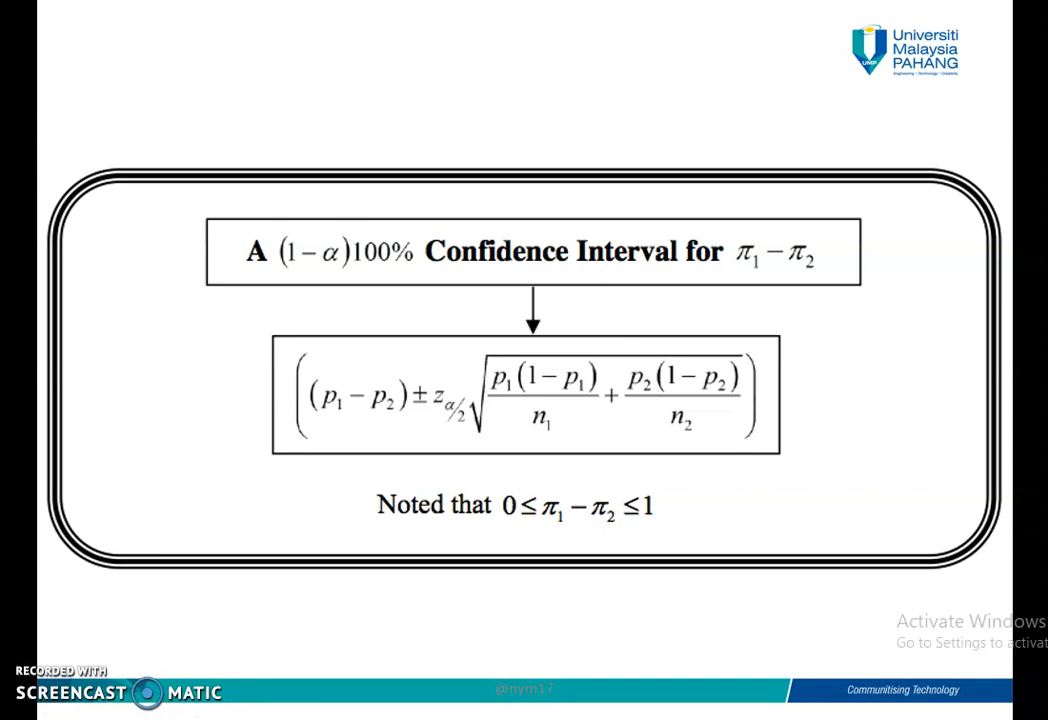 Universiti
Malaysia
PAHANG
Engineering • Technology • Creativity
UMP
A (1 − α)100% Confidence Interval for π₁ − π₂
((p₁ − p₂) ± z_{α/2} √(p₁(1 − p₁)/n₁ + p₂(1 − p₂)/n₂))
Noted that 0 ≤ π₁ − π₂ ≤ 1
Activate Windows
Go to Settings to activat
RECORDED WITH
SCREENCAST MATIC
@nym17
Communitising Technology